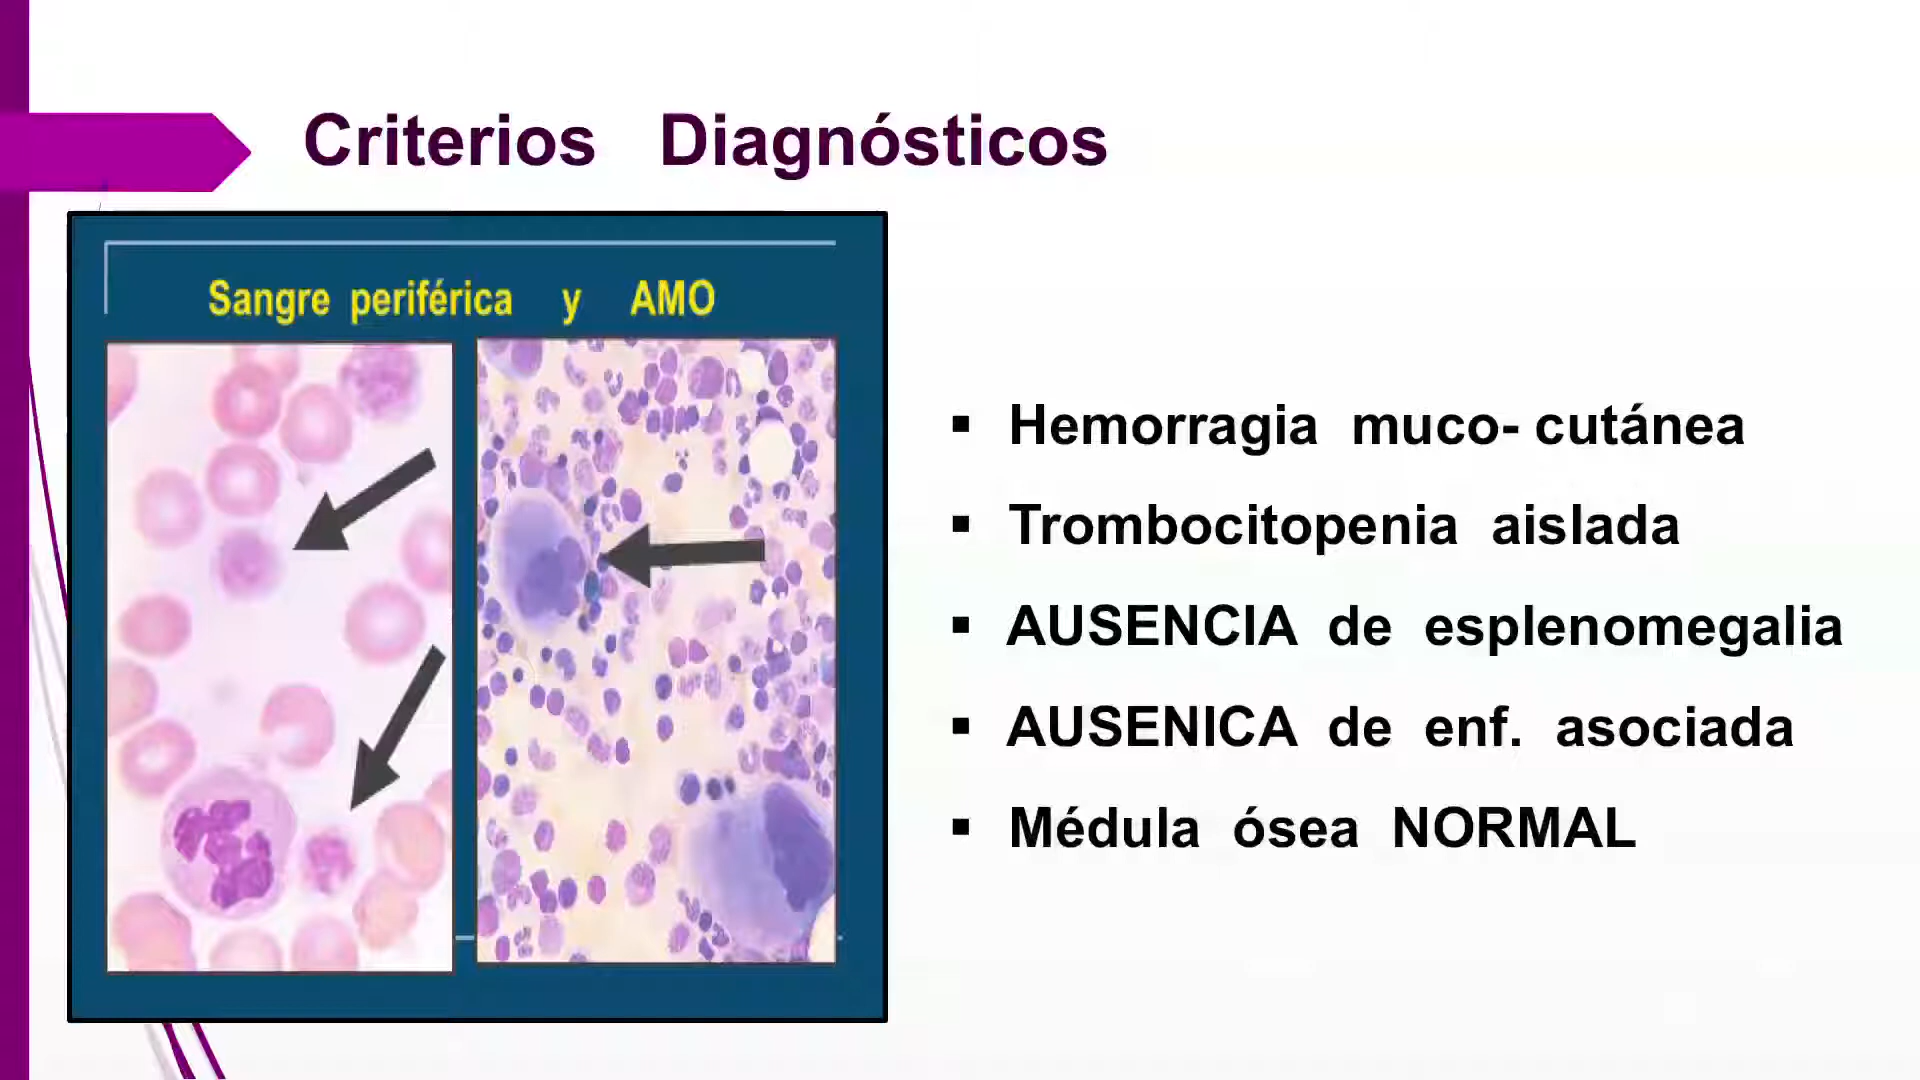 Criterios Diagnósticos
Sangre periférica y AMO
▪ Hemorragia muco- cutánea
▪ Trombocitopenia aislada
▪ AUSENCIA de esplenomegalia
▪ AUSENICA de enf. asociada
▪ Médula ósea NORMAL